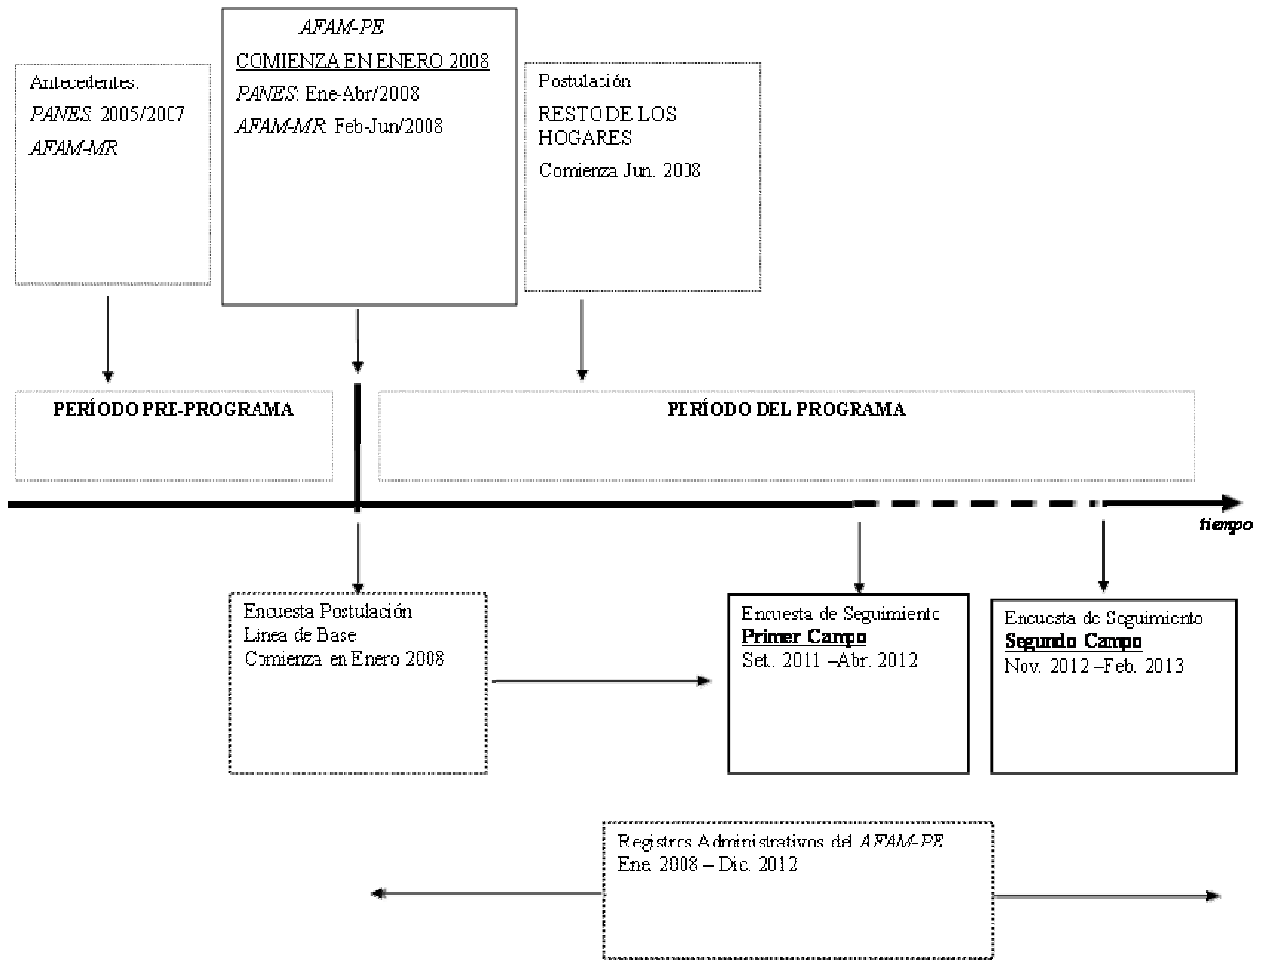 Antecedentes:
PANES: 2005/2007
AFAM-MR
AFAM-PE
COMIENZA EN ENERO 2008
PANES: Ene-Abr/2008
AFAM-MR: Feb-Jun/2008
Postulación
RESTO DE LOS
HOGARES
Comienza Jun. 2008
PERÍODO PRE-PROGRAMA
PERÍODO DEL PROGRAMA
tiempo
Encuesta Postulación
Línea de Base
Comienza en Enero 2008
Encuesta de Seguimiento
Primer Campo
Set. 2011 –Abr. 2012
Encuesta de Seguimiento
Segundo Campo
Nov. 2012 –Feb. 2013
Registros Administrativos del AFAM-PE
Ene. 2008 – Dic. 2012